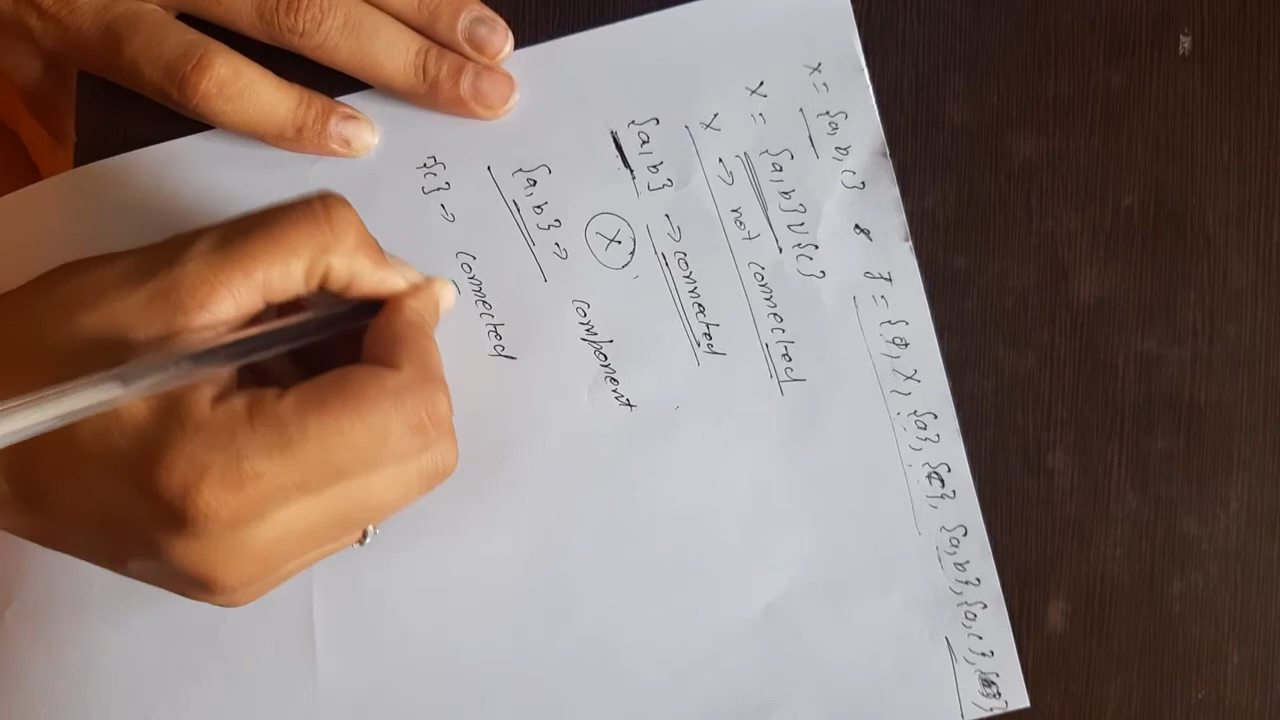 X = {a, b, c} & J = {φ, X, {a}, {c}, {a, b}, {a, c}, }
X = {a, b} ∪ {c}
X → not connected
{a, b} → connected
X
{a, b} → component
{c} → connected